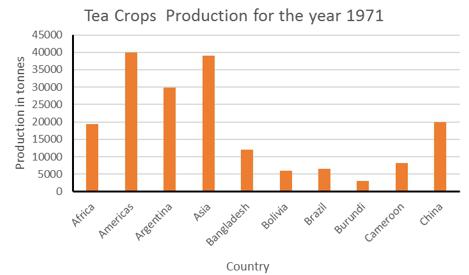 Tea Crops  Production for the year 1971
Production in tonnes
45000
40000
35000
30000
25000
20000
15000
10000
5000
0
Africa
Americas
Argentina
Asia
Bangladesh
Bolivia
Brazil
Burundi
Cameroon
China
Country